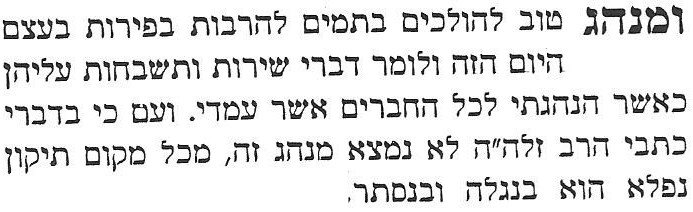 ומנהג טוב להולכים בתמים להרבות בפירות בעצם
היום הזה ולומר דברי שירות ותשבחות עליהן
כאשר הנהגתי לכל החברים אשר עמדי. ועם כי בדברי
כתבי הרב זלה״ה לא נמצא מנהג זה, מכל מקום תיקון
נפלא הוא בנגלה ובנסתר.